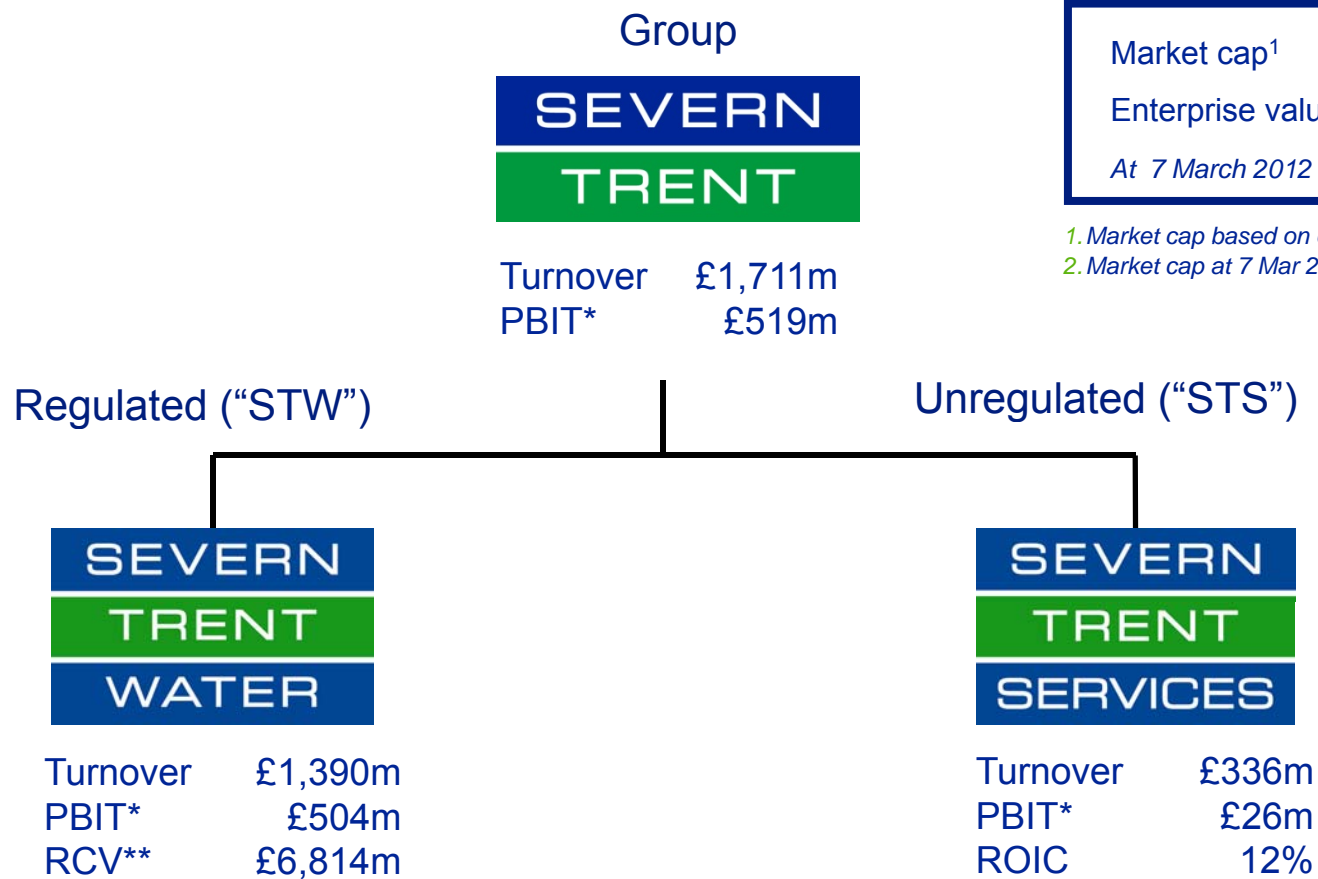 Group
SEVERN
TRENT
Turnover £1,711m
PBIT* £519m
Market cap1
Enterprise
At 7 March 2012
1. Market cap based on
2. Market cap at 7 Mar
Regulated (“STW”)
Unregulated (“STS”)
SEVERN
TRENT
WATER
Turnover £1,390m
PBIT* £504m
RCV** £6,814m
SEVERN
TRENT
SERVICES
Turnover £336m
PBIT* £26m
ROIC 12%